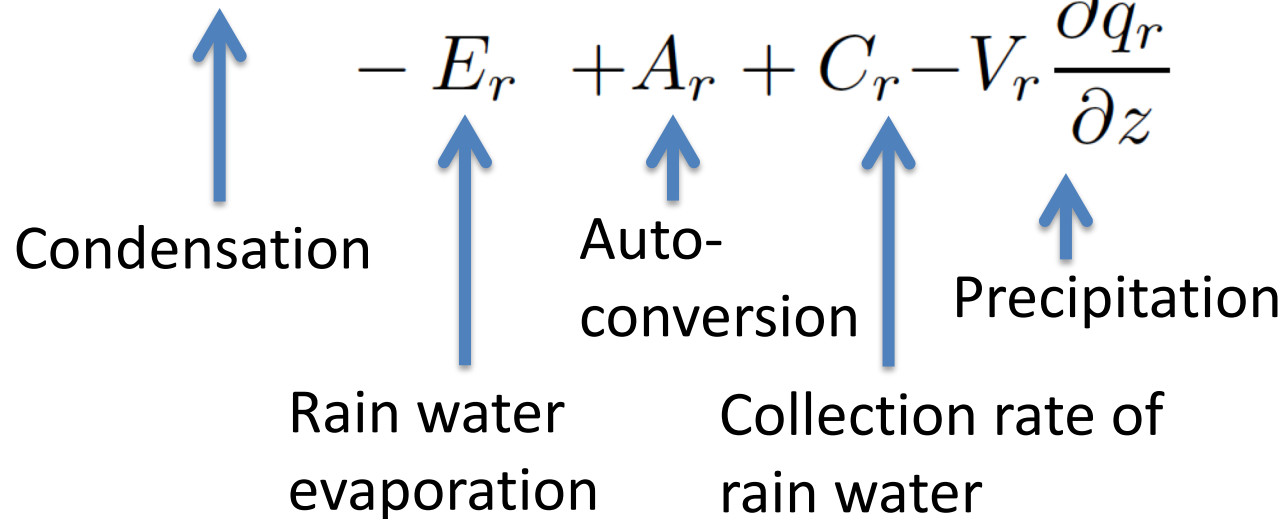 − E_r + A_r + C_r − V_r ∂q_r/∂z
Condensation
Auto-
conversion
Precipitation
Rain water
evaporation
Collection rate of
rain water